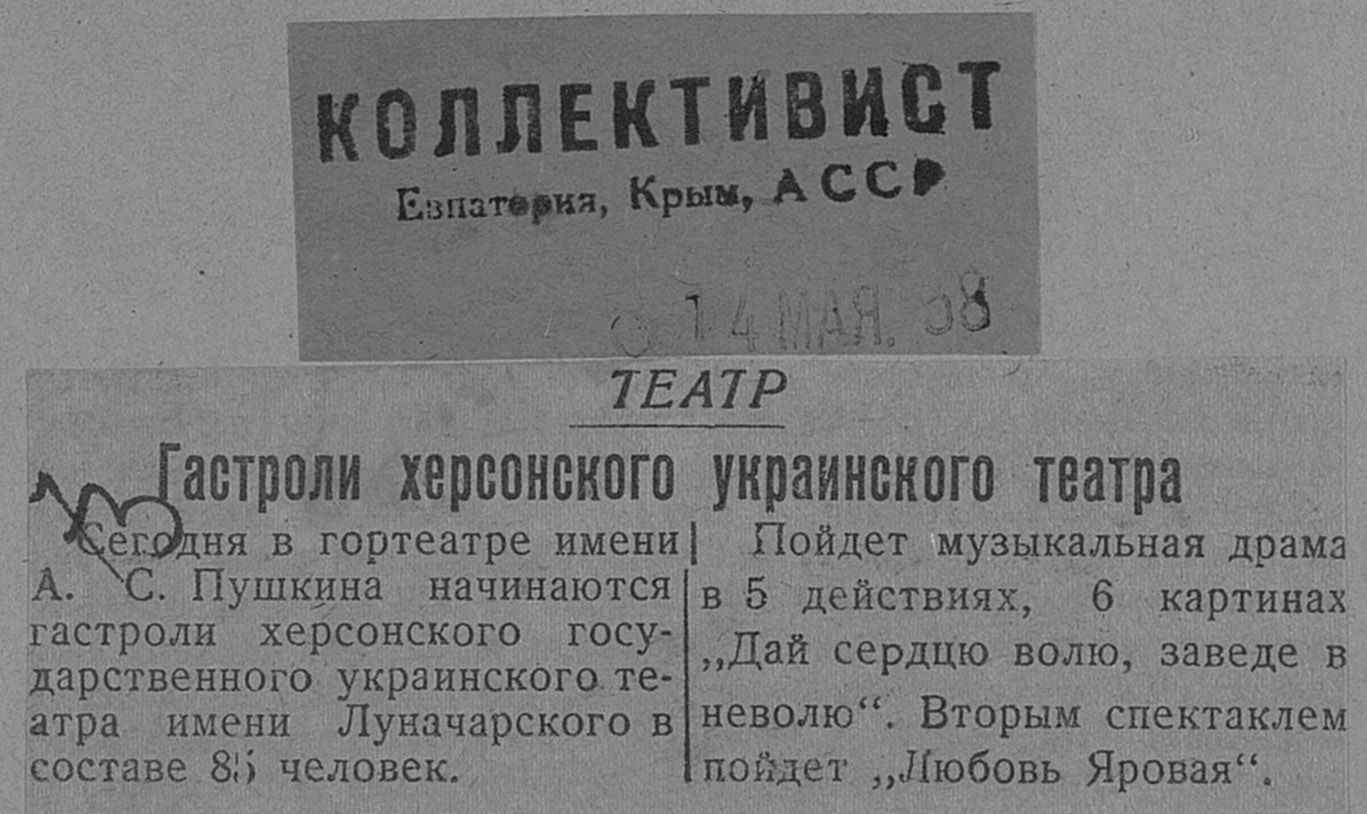 КОЛЛЕКТИВИСТ
Евпатория, Крым, АССР
14 МАЯ. 38
ТЕАТР
Гастроли херсонского украинского театра
Сегодня в гортеатре имени
А. С. Пушкина начинаются
гастроли херсонского госу-
дарственного украинского те-
атра имени Луначарского в
составе 85 человек.
Пойдет музыкальная драма
в 5 действиях, 6 картинах
„Дай сердцю волю, заведе в
неволю“. Вторым спектаклем
пойдет „Любовь Яровая“.